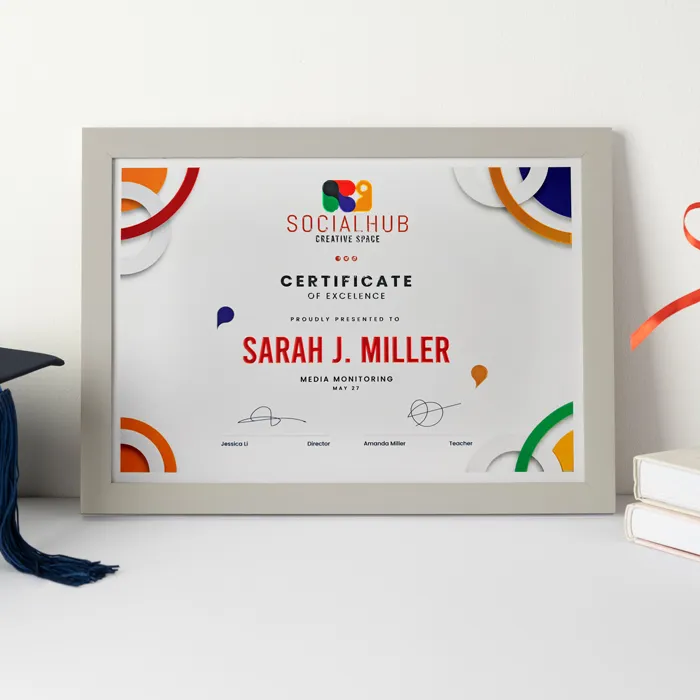 SOCIALHUB
CREATIVE SPACE
CERTIFICATE
OF EXCELENCE
PROUDLY PRESENTED TO
SARAH J. MILLER
MEDIA MONITORING
MAY 27
Jessica Li Director Amanda Miller Teacher